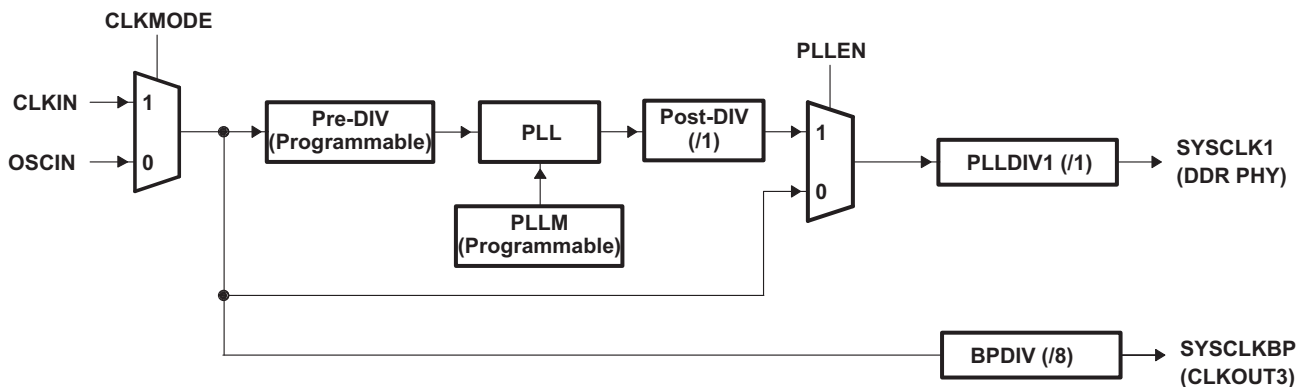 CLKMODE
PLLEN
CLKIN
1
Pre-DIV
(Programmable)
PLL
Post-DIV
(/1)
1
OSCIN
0
PLLDIV1 (/1)
SYSCLK1
(DDR PHY)
0
PLLM
(Programmable)
BPDIV (/8)
SYSCLKBP
(CLKOUT3)